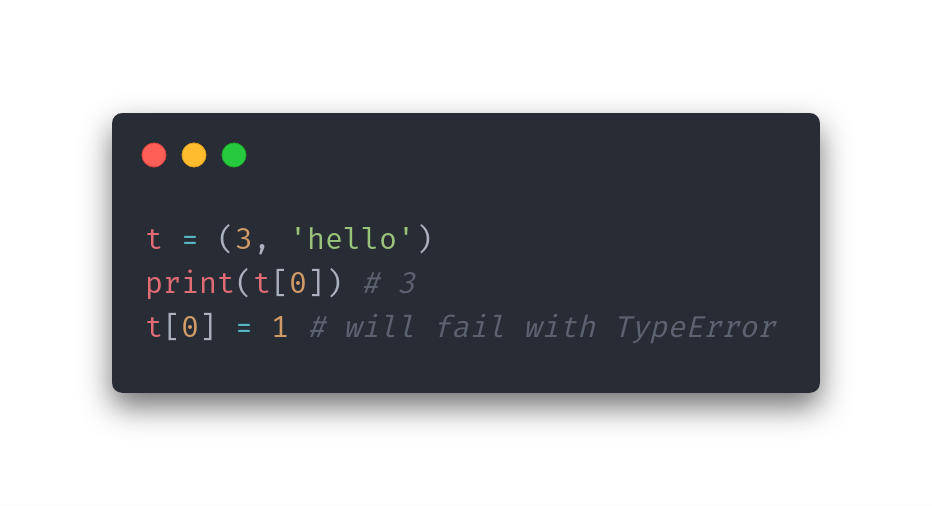 t = (3, 'hello')
print(t[0]) # 3
t[0] = 1 # will fail with TypeError